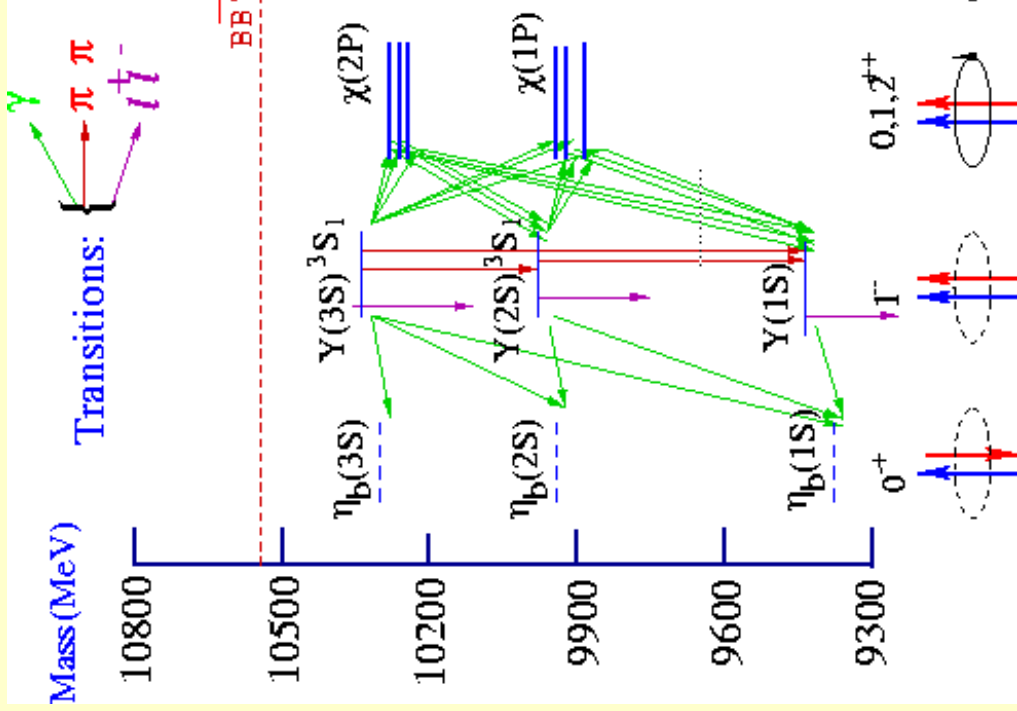 γ
π π
l⁺l⁻
Transitions:
Mass(MeV)
10800
10500
10200
9900
9600
9300
BB̅
Υ(3S) ³S₁
χ(2P)
η_b(3S)
Υ(2S) ³S₁
χ(1P)
η_b(2S)
Υ(1S)
η_b(1S)
0⁻⁺
1⁻⁻
0,1,2⁺⁺